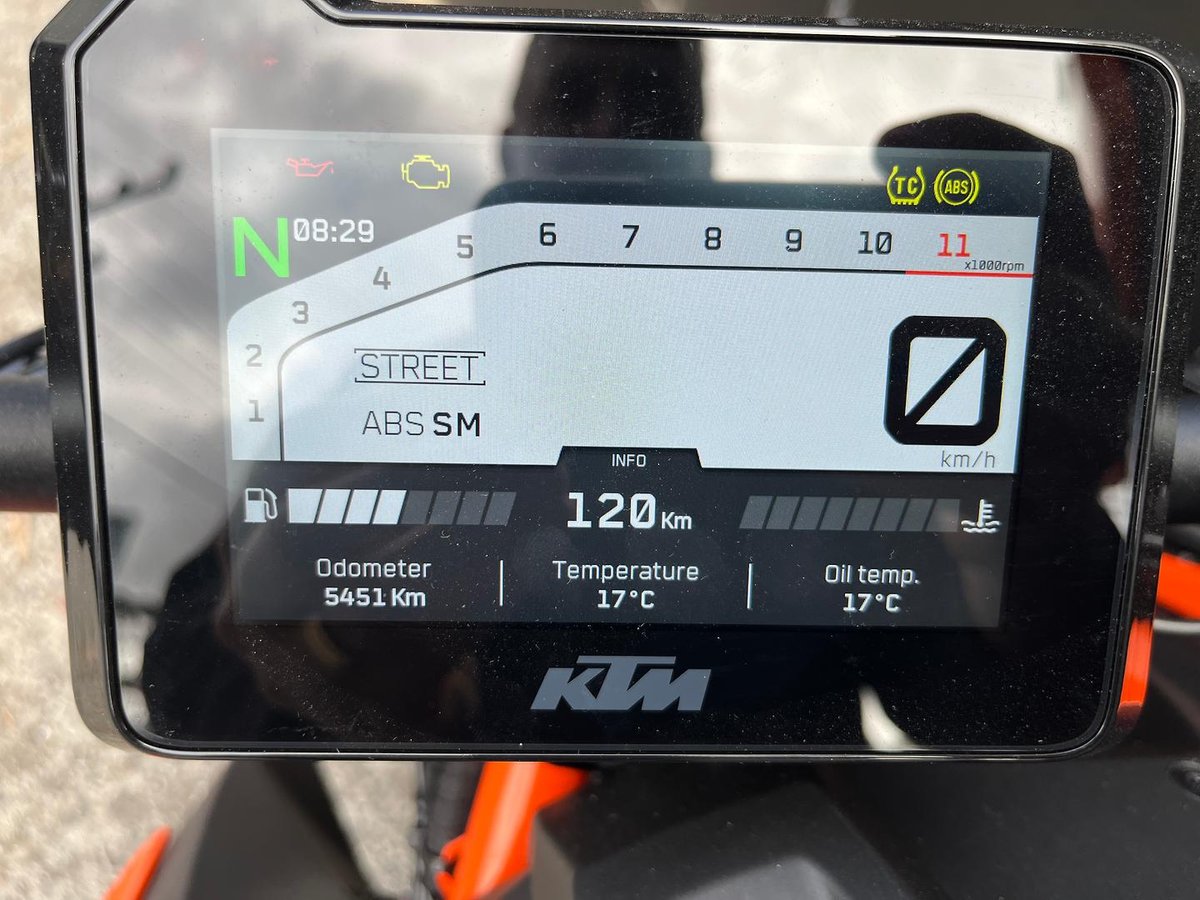 TC ABS
N 08:29
1 2 3 4 5 6 7 8 9 10 11
x1000rpm
STREET
ABS SM
0
km/h
INFO
120 Km
Odometer Temperature Oil temp.
5451 Km 17°C 17°C
KTM